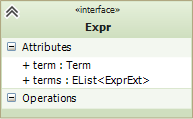 «interface»
Expr
Attributes
+ term : Term
+ terms : EList<ExprExt>
Operations